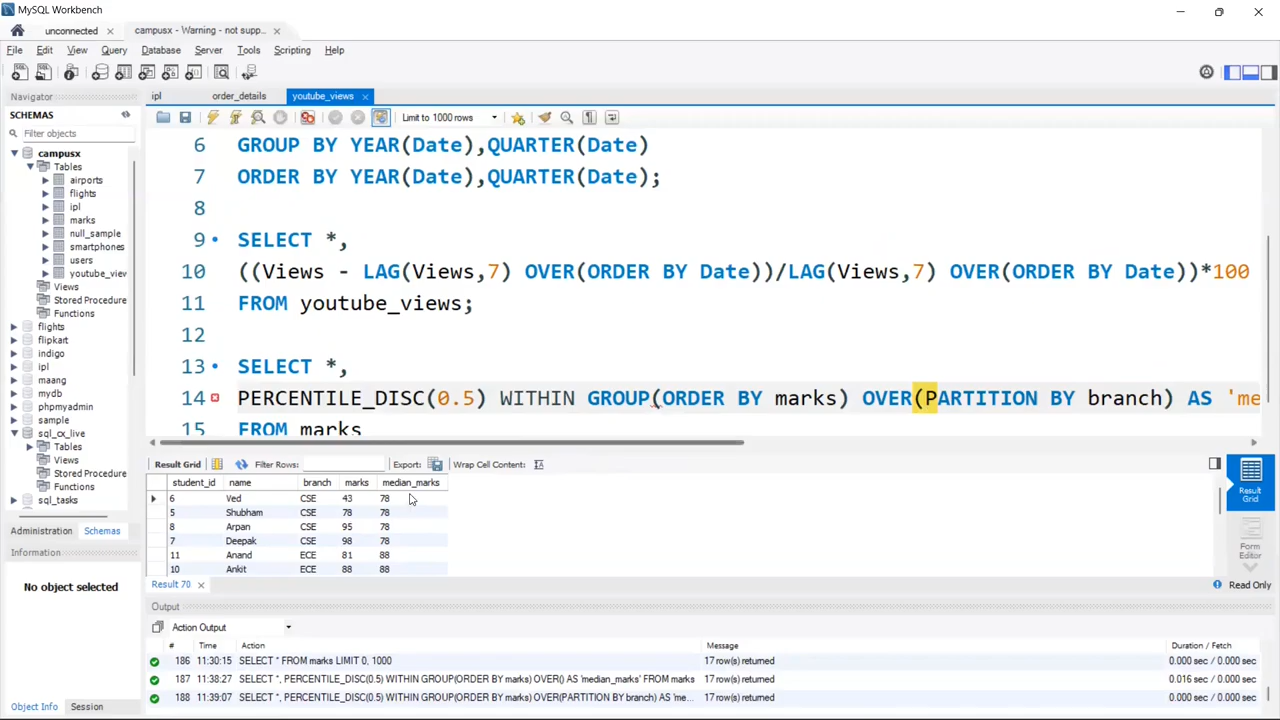 MySQL Workbench
unconnected
campusx - Warning - not supp...
File Edit View Query Database Server Tools Scripting Help
Navigator
SCHEMAS
Filter objects
campusx
Tables
airports
flights
ipl
marks
null_sample
smartphones
users
youtube_view
Views
Stored Procedure
Functions
flights
flipkart
indigo
ipl
maang
mydb
phpmyadmin
sample
sql_cx_live
Tables
Views
Stored Procedure
Functions
sql_tasks
Administration Schemas
Information
No object selected
Object Info Session
ipl order_details youtube_views
Limit to 1000 rows
6 GROUP BY YEAR(Date),QUARTER(Date)
7 ORDER BY YEAR(Date),QUARTER(Date);
8
9 SELECT *,
10 ((Views - LAG(Views,7) OVER(ORDER BY Date))/LAG(Views,7) OVER(ORDER BY Date))*100
11 FROM youtube_views;
12
13 SELECT *,
14 PERCENTILE_DISC(0.5) WITHIN GROUP(ORDER BY marks) OVER(PARTITION BY branch) AS 'me
15 FROM marks
Result Grid Filter Rows: Export: Wrap Cell Content:
student_id name branch marks median_marks
6 Ved CSE 43 78
5 Shubham CSE 78 78
8 Arpan CSE 95 78
7 Deepak CSE 98 78
11 Anand ECE 81 88
10 Ankit ECE 88 88
Result Grid
Form Editor
Result 70
Read Only
Output
Action Output
# Time Action Message Duration / Fetch
186 11:30:15 SELECT * FROM marks LIMIT 0, 1000 17 row(s) returned 0.000 sec / 0.000 sec
187 11:38:27 SELECT *, PERCENTILE_DISC(0.5) WITHIN GROUP(ORDER BY marks) OVER() AS 'median_marks' FROM marks 17 row(s) returned 0.016 sec / 0.000 sec
188 11:39:07 SELECT *, PERCENTILE_DISC(0.5) WITHIN GROUP(ORDER BY marks) OVER(PARTITION BY branch) AS 'me... 17 row(s) returned 0.000 sec / 0.000 sec